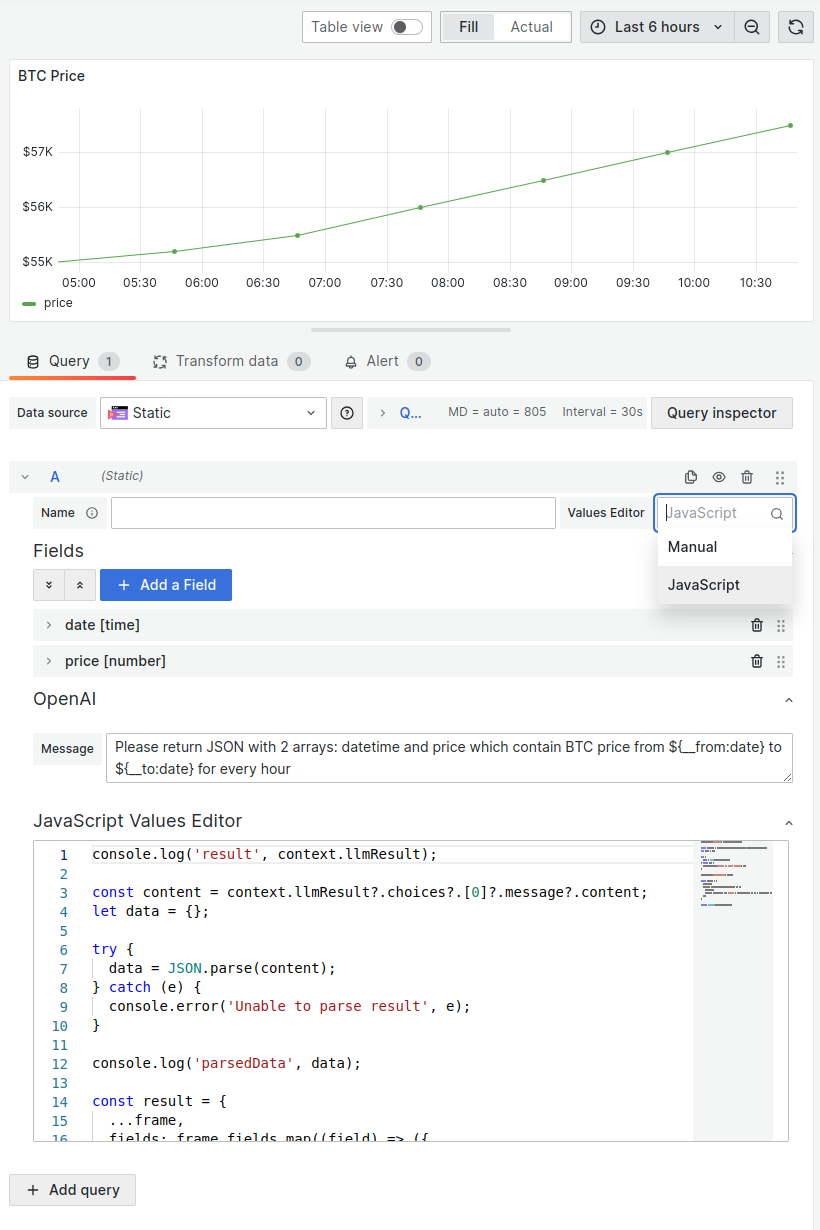 Table view Fill Actual Last 6 hours
BTC Price
$57K
$56K
$55K
05:00 05:30 06:00 06:30 07:00 07:30 08:00 08:30 09:00 09:30 10:00 10:30
price
Query 1 Transform data 0 Alert 0
Data source Static Q... MD = auto = 805 Interval = 30s Query inspector
A (Static)
Name Values Editor JavaScript
Manual
JavaScript
Fields
Add a Field
date [time]
price [number]
OpenAI
Message Please return JSON with 2 arrays: datetime and price which contain BTC price from ${__from:date} to
${__to:date} for every hour
JavaScript Values Editor
1 console.log('result', context.llmResult);
2
3 const content = context.llmResult?.choices?.[0]?.message?.content;
4 let data = {};
5
6 try {
7 data = JSON.parse(content);
8 } catch (e) {
9 console.error('Unable to parse result', e);
10 }
11
12 console.log('parsedData', data);
13
14 const result = {
15 ...frame,
16 fields: frame.fields.map((field) => ({
Add query